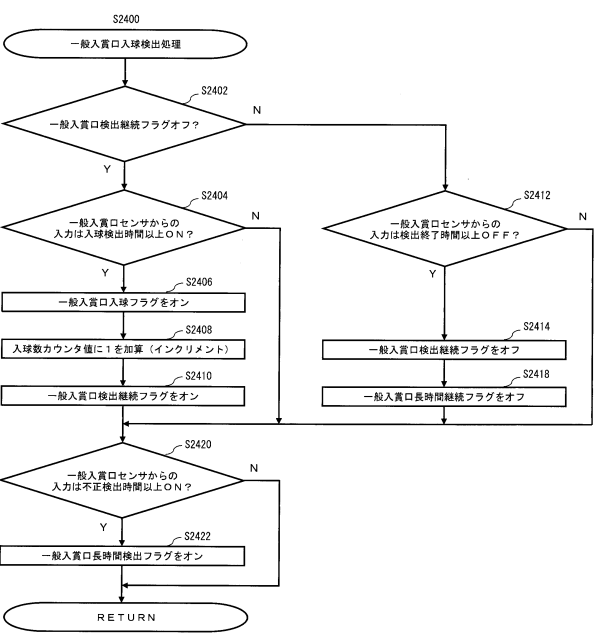 S2400
一般入賞口入球検出処理
S2402
一般入賞口検出継続フラグオフ？
N
Y
S2404
一般入賞口センサからの
入力は入球検出時間以上ＯＮ？
N
Y
S2412
一般入賞口センサからの
入力は検出終了時間以上ＯＦＦ？
N
Y
S2406
一般入賞口入球フラグをオン
S2408
入球数カウンタ値に１を加算（インクリメント）
S2410
一般入賞口検出継続フラグをオン
S2414
一般入賞口検出継続フラグをオフ
S2418
一般入賞口長時間継続フラグをオフ
S2420
一般入賞口センサからの
入力は不正検出時間以上ＯＮ？
N
Y
S2422
一般入賞口長時間検出フラグをオン
ＲＥＴＵＲＮ